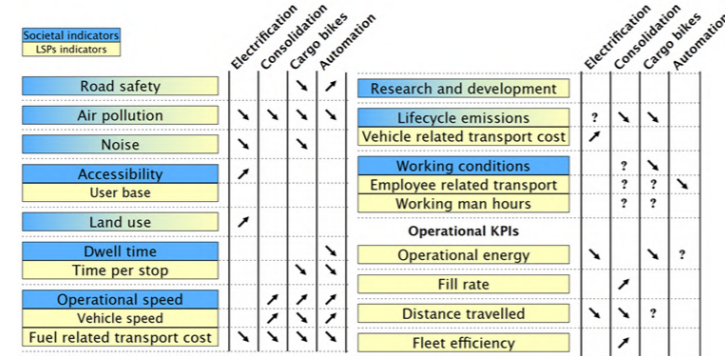 Societal indicators
LSPs indicators
Electrification
Consolidation
Cargo bikes
Automation
Road safety
Air pollution
Noise
Accessibility
User base
Land use
Dwell time
Time per stop
Operational speed
Vehicle speed
Fuel related transport cost
Electrification
Consolidation
Cargo bikes
Automation
Research and development
Lifecycle emissions ?
Vehicle related transport cost
Working conditions ?
Employee related transport ? ?
Working man hours ? ?
Operational KPIs
Operational energy ?
Fill rate
Distance travelled ?
Fleet efficiency